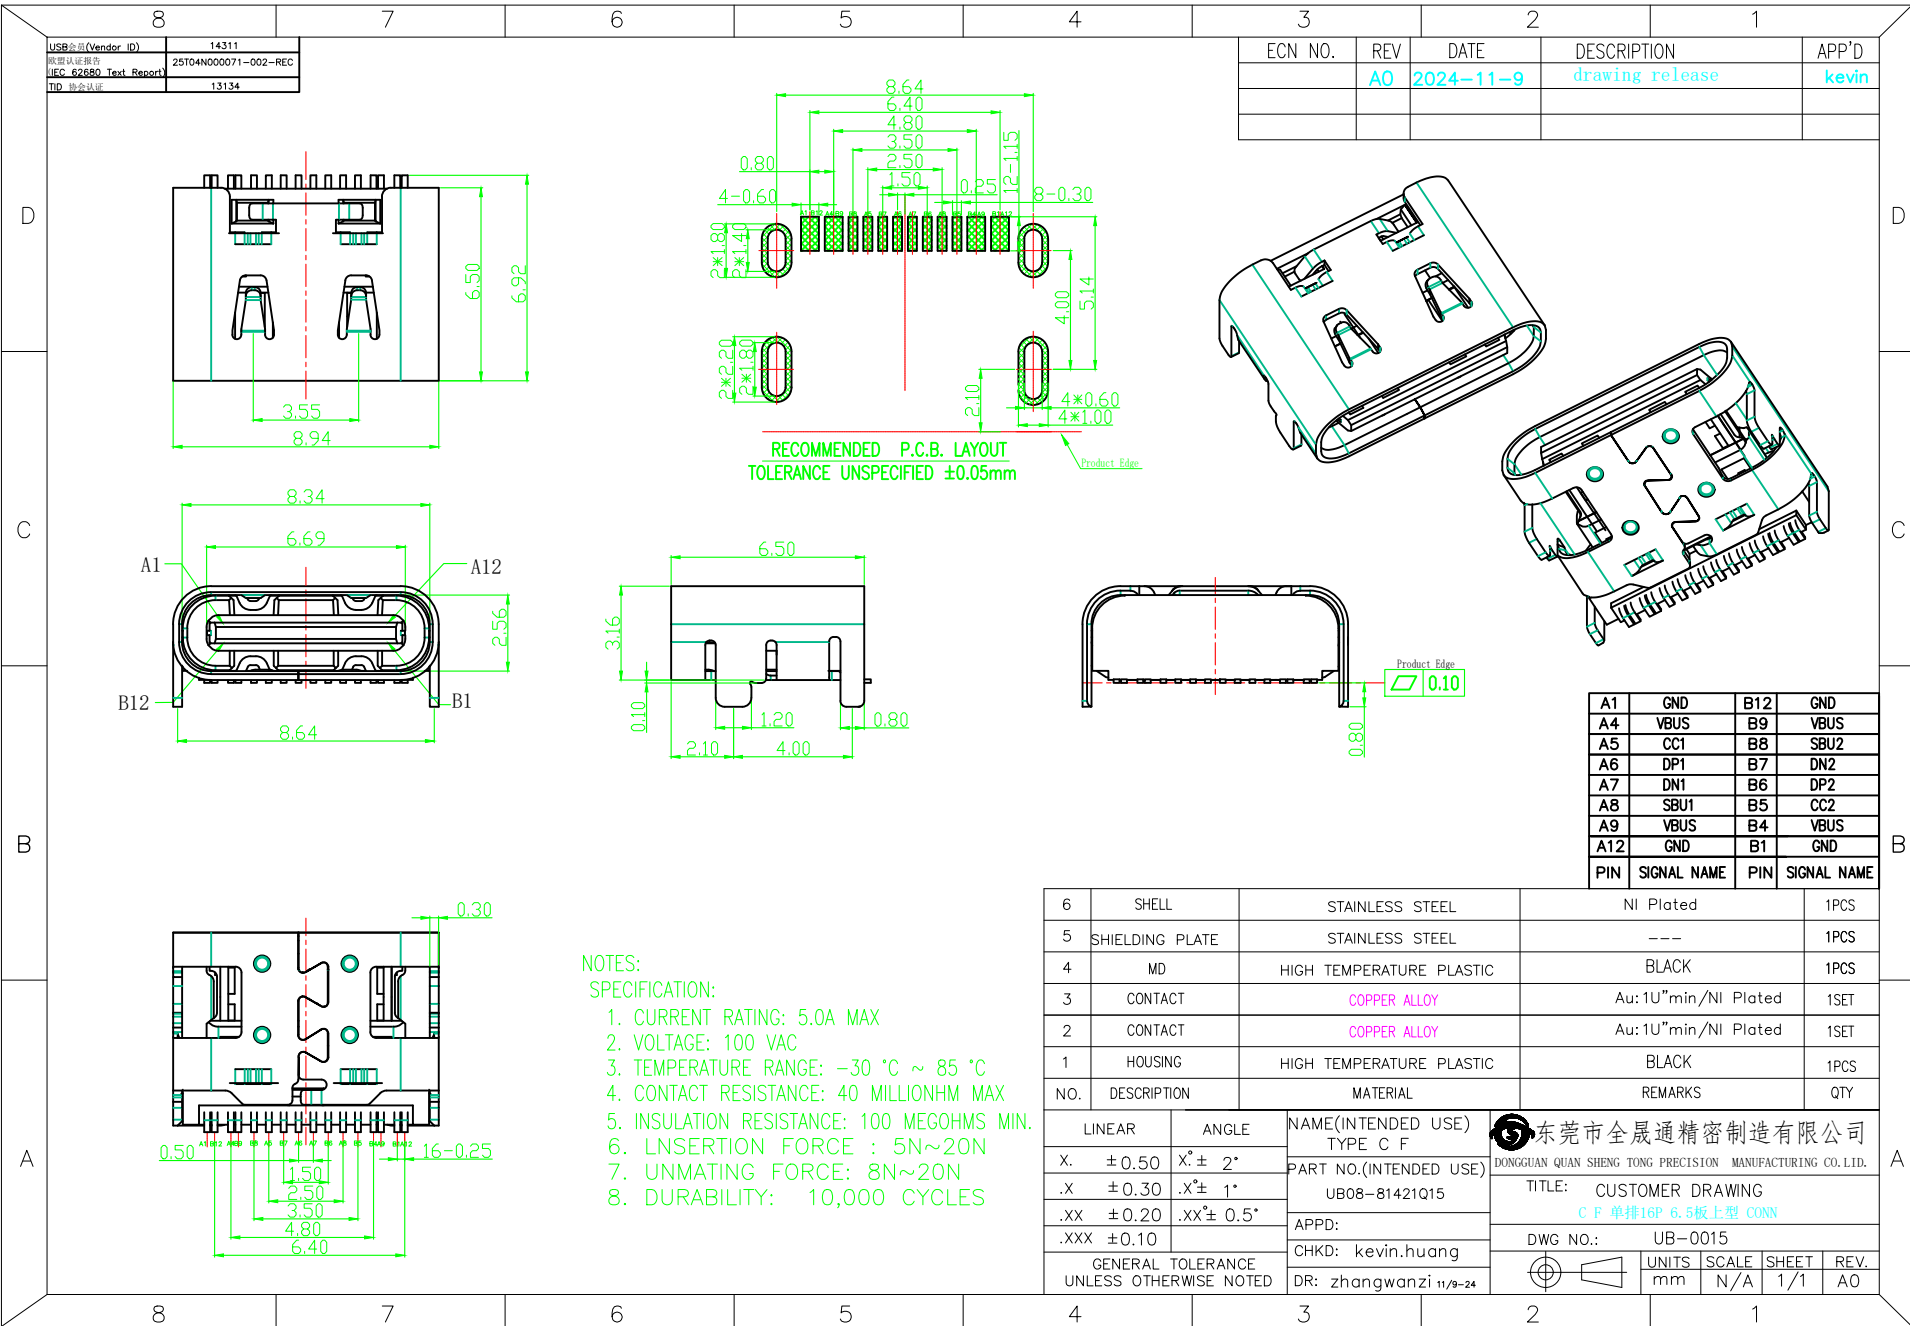 8 7 6 5 4 3 2 1
USB会员(Vendor ID) 14311
欧盟认证报告
(IEC 62680 Text Report) 25T04N000071-002-REC
TID 协会认证 13134
ECN NO. REV DATE DESCRIPTION APP'D
A0 2024-11-9 drawing release kevin
D
D
6.50
6.92
3.55
8.94
8.64
6.40
4.80
3.50
2.50
1.50
0.80
0.25
12-1.15
4-0.60
8-0.30
2*1.80
2*1.40
2*2.20
2*1.80
4.00
5.14
2.10
4*0.60
4*1.00
RECOMMENDED P.C.B. LAYOUT
TOLERANCE UNSPECIFIED ±0.05mm
Product Edge
C
C
8.34
6.69
A1
A12
2.56
B12
B1
8.64
6.50
3.16
0.10
1.20
0.80
2.10
4.00
Product Edge
0.10
0.80
A1 GND B12 GND
A4 VBUS B9 VBUS
A5 CC1 B8 SBU2
A6 DP1 B7 DN2
A7 DN1 B6 DP2
A8 SBU1 B5 CC2
A9 VBUS B4 VBUS
A12 GND B1 GND
PIN SIGNAL NAME PIN SIGNAL NAME
B
B
0.30
0.50
16-0.25
1.50
2.50
3.50
4.80
6.40
NOTES:
SPECIFICATION:
1. CURRENT RATING: 5.0A MAX
2. VOLTAGE: 100 VAC
3. TEMPERATURE RANGE: -30 °C ~ 85 °C
4. CONTACT RESISTANCE: 40 MILLIONHM MAX
5. INSULATION RESISTANCE: 100 MEGOHMS MIN.
6. LNSERTION FORCE : 5N~20N
7. UNMATING FORCE: 8N~20N
8. DURABILITY: 10,000 CYCLES
6 SHELL STAINLESS STEEL NI Plated 1PCS
5 SHIELDING PLATE STAINLESS STEEL --- 1PCS
4 MD HIGH TEMPERATURE PLASTIC BLACK 1PCS
3 CONTACT COPPER ALLOY Au:1U"min/NI Plated 1SET
2 CONTACT COPPER ALLOY Au:1U"min/NI Plated 1SET
1 HOUSING HIGH TEMPERATURE PLASTIC BLACK 1PCS
NO. DESCRIPTION MATERIAL REMARKS QTY
LINEAR ANGLE
X. ±0.50 X.°± 2°
.X ±0.30 .X°± 1°
.XX ±0.20 .XX°± 0.5°
.XXX ±0.10
GENERAL TOLERANCE
UNLESS OTHERWISE NOTED
NAME(INTENDED USE)
TYPE C F
PART NO.(INTENDED USE)
UB08-81421Q15
APPD:
CHKD: kevin.huang
DR: zhangwanzi 11/9-24
东莞市全晟通精密制造有限公司
DONGGUAN QUAN SHENG TONG PRECISION MANUFACTURING CO.LID.
TITLE: CUSTOMER DRAWING
C F 单排16P 6.5板上型 CONN
DWG NO.: UB-0015
UNITS SCALE SHEET REV.
mm N/A 1/1 A0
A
A
8 7 6 5 4 3 2 1